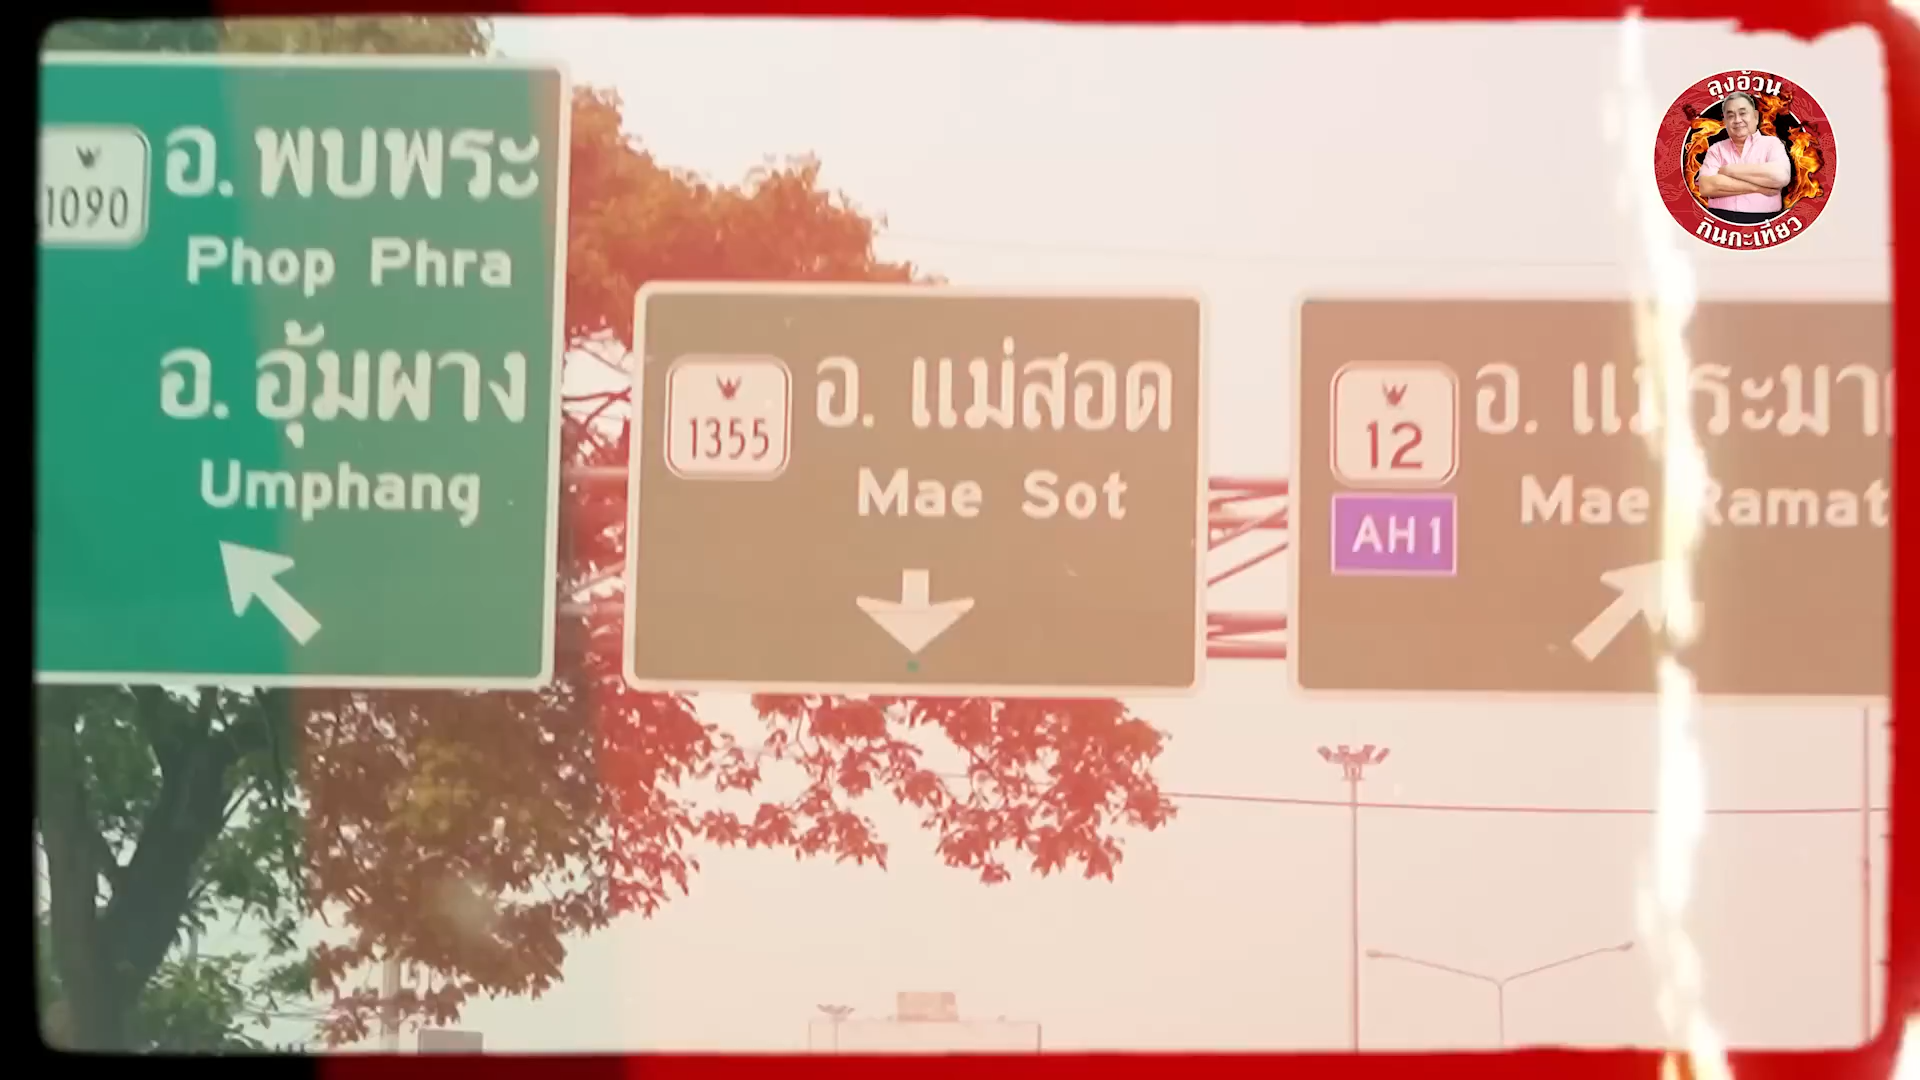 1090
อ. พบพระ
Phop Phra
อ. อุ้มผาง
Umphang
1355
อ. แม่สอด
Mae Sot
12
AH1
Mae Ramat
ลุงอ้วน
กินกะเที่ยว